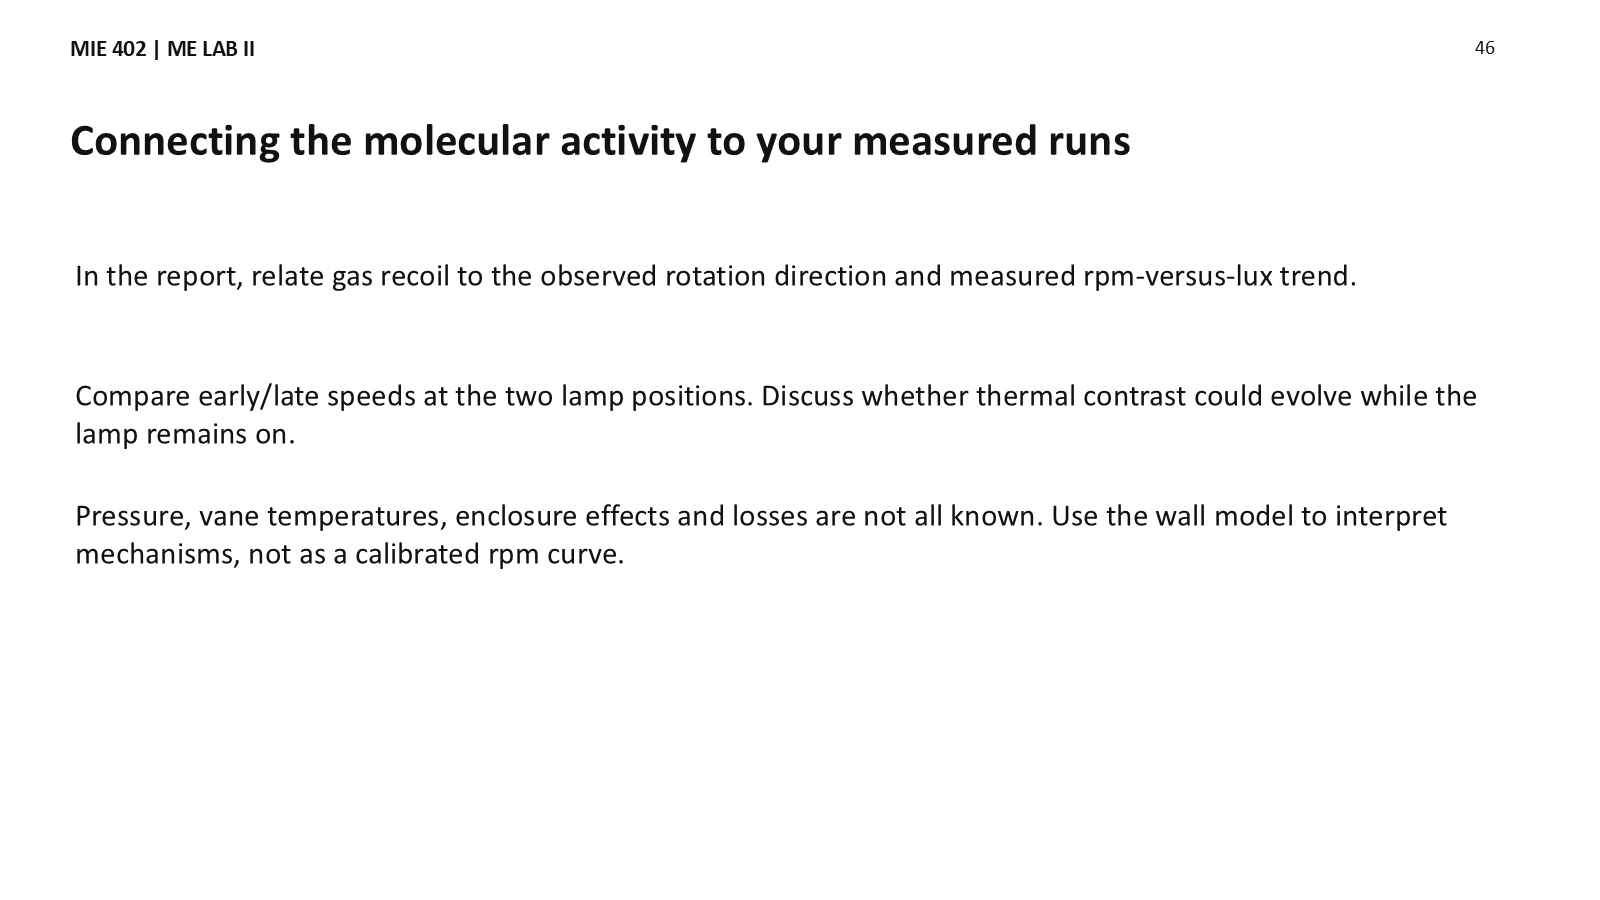 MIE 402 | ME LAB II
46
Connecting the molecular activity to your measured runs
In the report, relate gas recoil to the observed rotation direction and measured rpm-versus-lux trend.
Compare early/late speeds at the two lamp positions. Discuss whether thermal contrast could evolve while the
lamp remains on.
Pressure, vane temperatures, enclosure effects and losses are not all known. Use the wall model to interpret
mechanisms, not as a calibrated rpm curve.